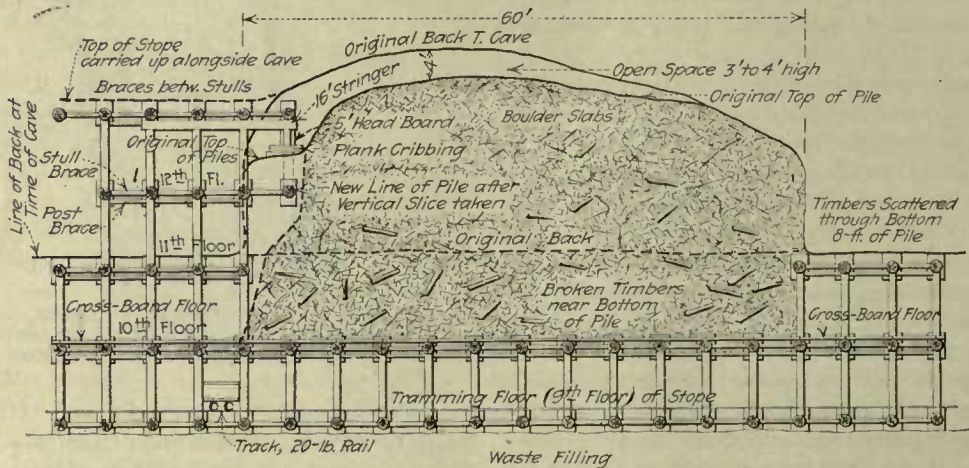 60'
Top of Stope
carried up alongside Cave
Braces betw. Stulls
Original Back T. Cave
4'
Open Space 3' to 4' high
16' Stringer
Original Top of Pile
5' Head Board
Boulder Slabs
Original Top
of Piles
Plank Cribbing
Line of Back at
Time of Cave
Stull
Brace
12th Fl.
New Line of Pile after
Vertical Slice taken
Timbers Scattered
through Bottom
8-ft. of Pile
Post
Brace
11th Floor
Original Back
Cross-Board Floor
10th Floor
Broken Timbers
near Bottom
of Pile
Cross-Board Floor
Tramming Floor (9th Floor) of Stope
Track, 20-lb. Rail
Waste Filling